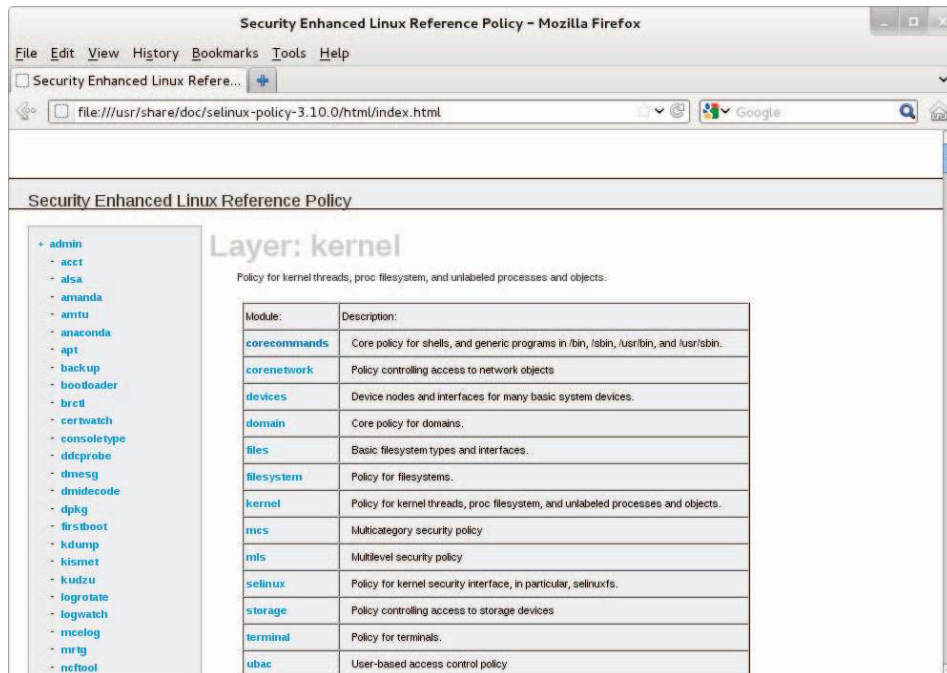 Security Enhanced Linux Reference Policy – Mozilla Firefox
File Edit View History Bookmarks Tools Help
Security Enhanced Linux Refere...
file:///usr/share/doc/selinux-policy-3.10.0/html/index.html
Google
Security Enhanced Linux Reference Policy
+ admin
- acct
- alsa
- amanda
- amtu
- anaconda
- apt
- backup
- bootloader
- brctl
- certwatch
- consoletype
- ddcprobe
- dmesg
- dmidecode
- dpkg
- firstboot
- kdump
- kismet
- kudzu
- logrotate
- logwatch
- mcelog
- mrtg
- ncftool
Layer: kernel
Policy for kernel threads, proc filesystem, and unlabeled processes and objects.
Module: Description:
corecommands Core policy for shells, and generic programs in /bin, /sbin, /usr/bin, and /usr/sbin.
corenetwork Policy controlling access to network objects
devices Device nodes and interfaces for many basic system devices.
domain Core policy for domains.
files Basic filesystem types and interfaces.
filesystem Policy for filesystems.
kernel Policy for kernel threads, proc filesystem, and unlabeled processes and objects.
mcs Multicategory security policy
mls Multilevel security policy
selinux Policy for kernel security interface, in particular, selinuxfs.
storage Policy controlling access to storage devices
terminal Policy for terminals.
ubac User-based access control policy